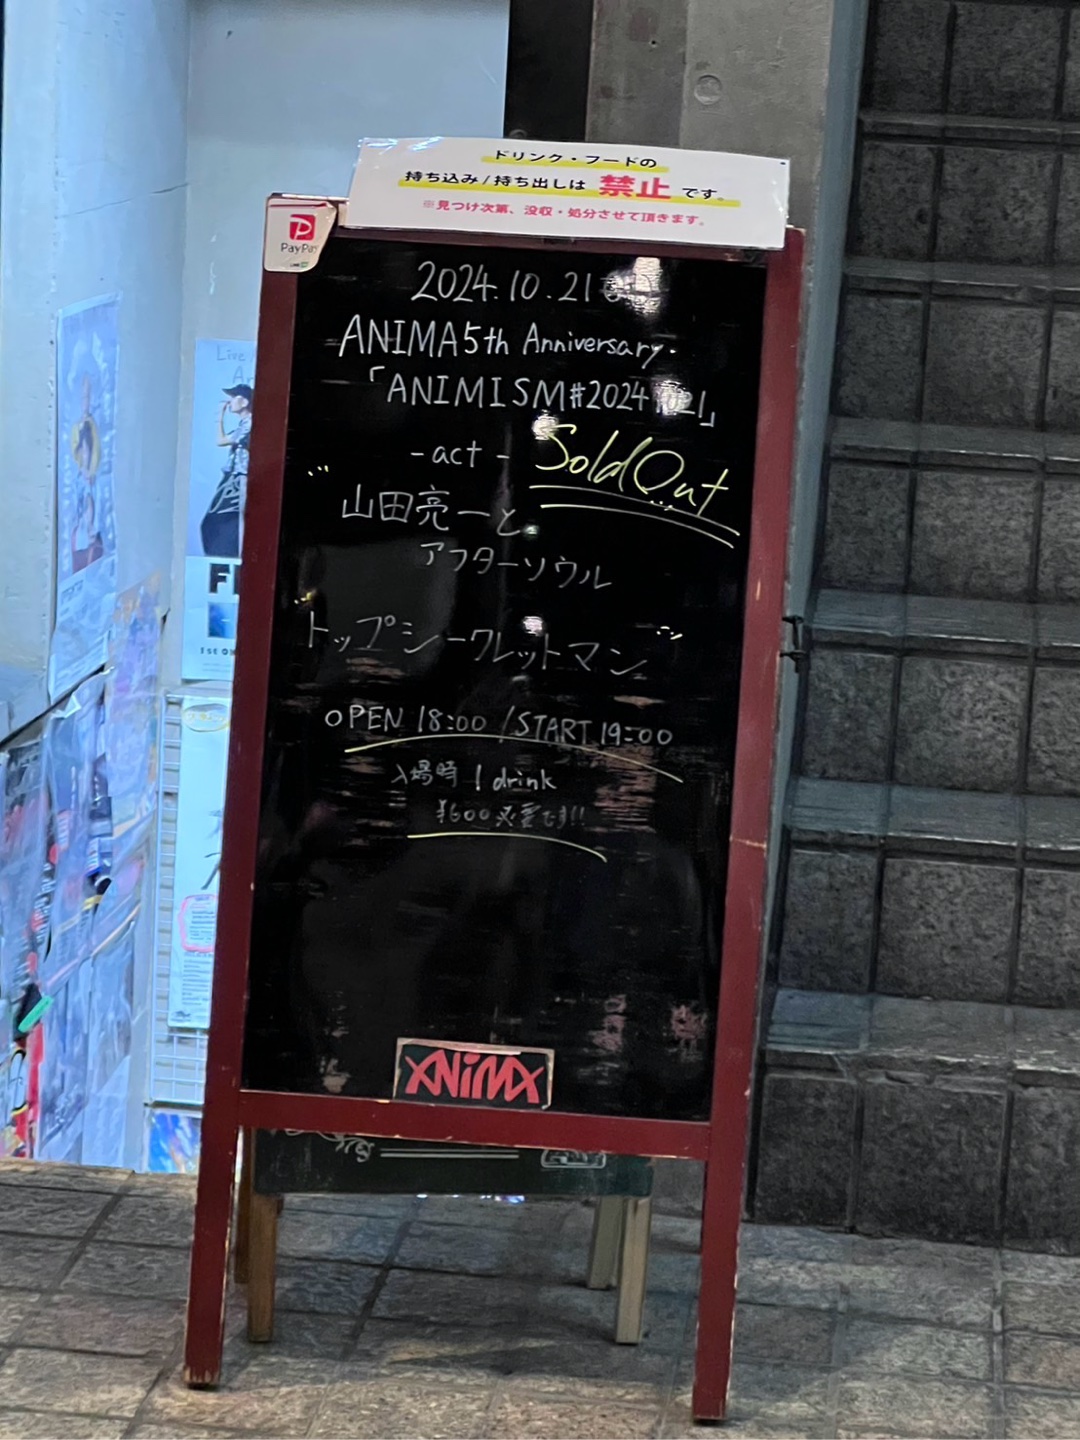 ドリンク・フードの
持ち込み/持ち出しは 禁止 です。
※見つけ次第、没収・処分させて頂きます。
PayPay
2024.10.21
ANIMA5th Anniversary.
「ANIMISM#20241021」
-act- Sold Out
山田亮一と
アフターソウル
トップシークレットマン
OPEN 18:00 / START 19:00
入場時 1 drink
¥600必要です!!
ANiMA